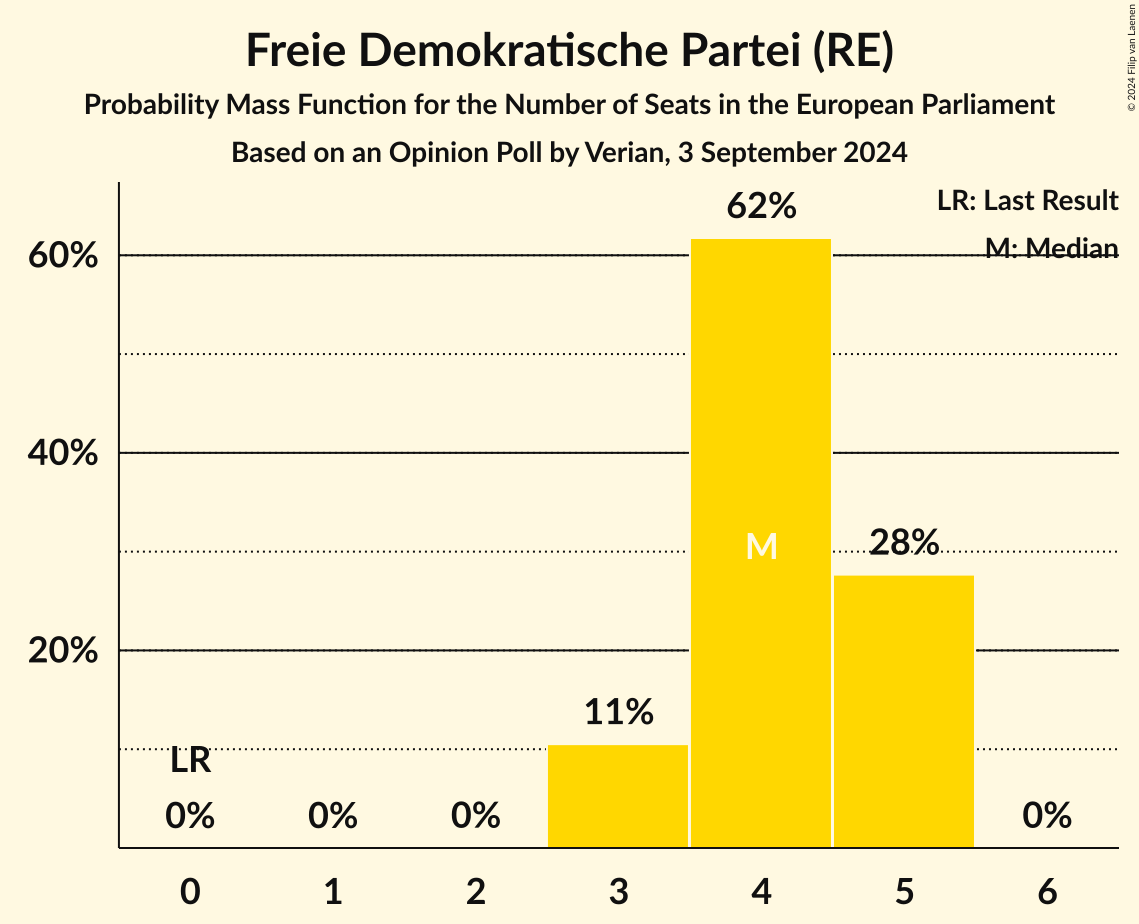 Freie Demokratische Partei (RE)
Probability Mass Function for the Number of Seats in the European Parliament
Based on an Opinion Poll by Verian, 3 September 2024
© 2024 Filip van Laenen
LR: Last Result
M: Median
60%
40%
20%
62%
M
28%
11%
LR
0%
0%
0%
0%
0
1
2
3
4
5
6